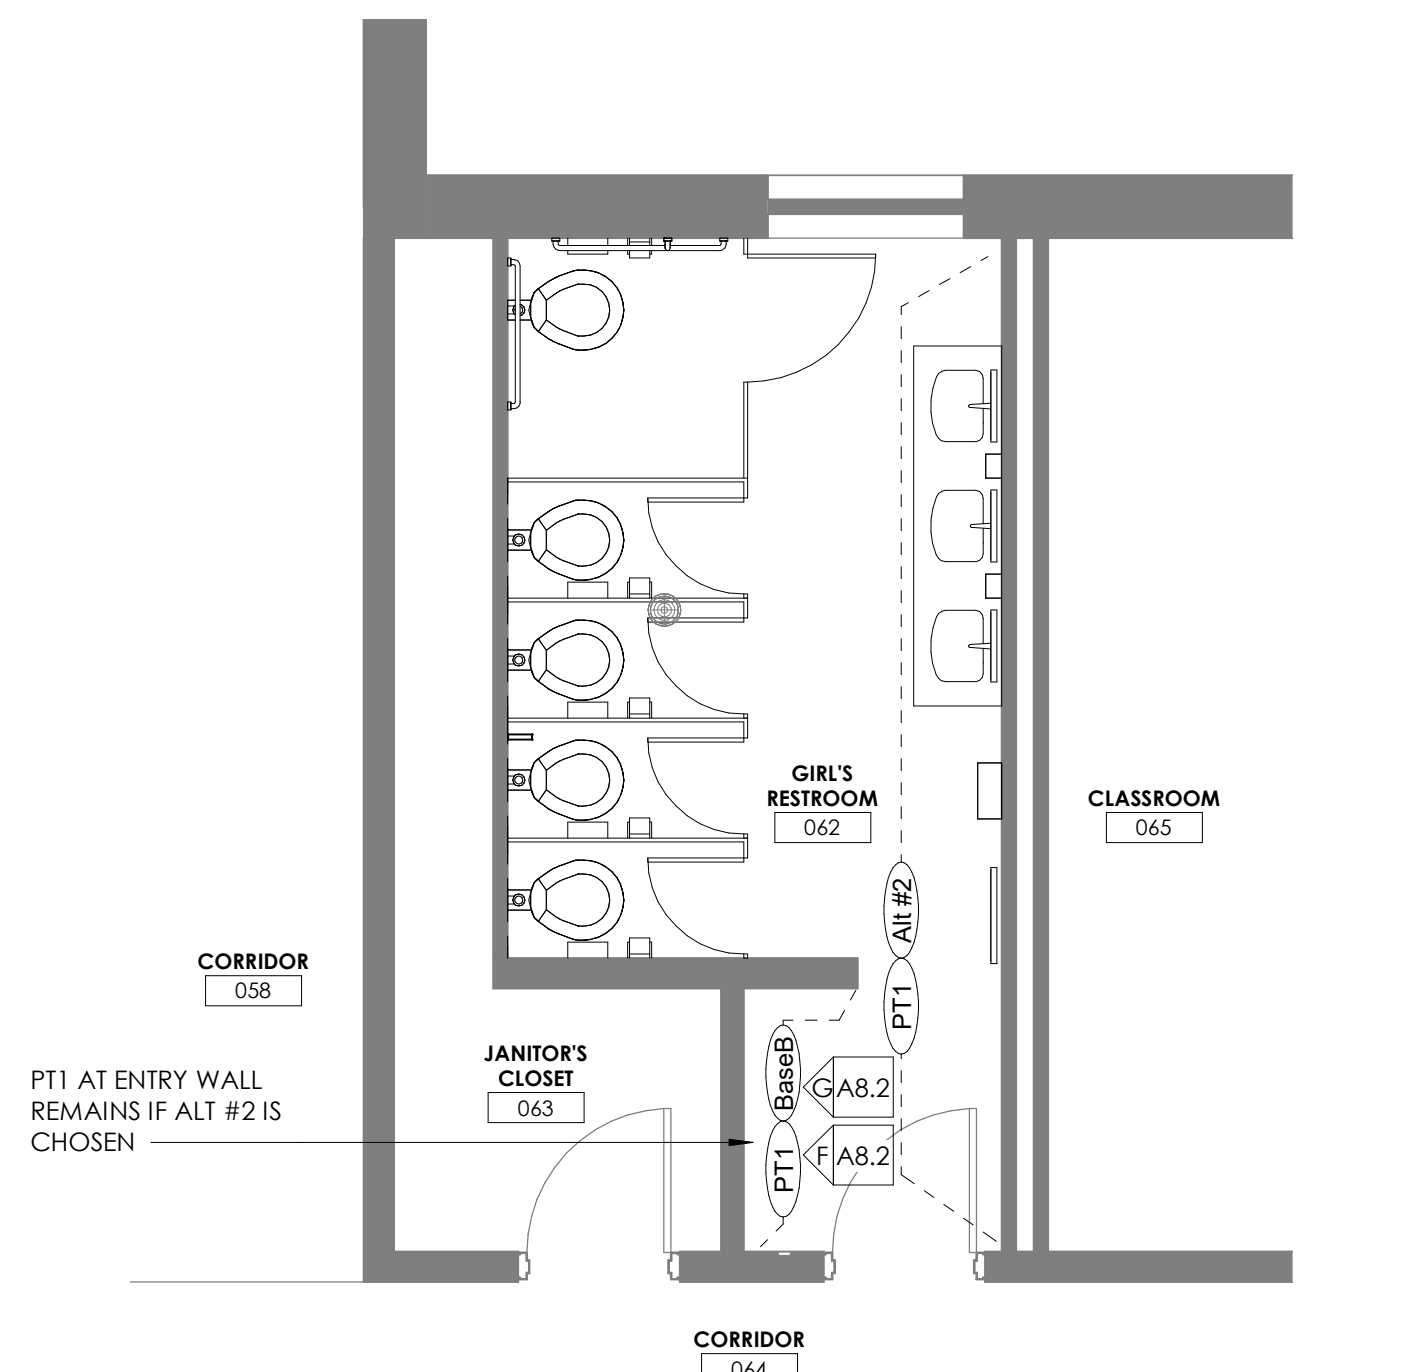 GIRL'S
RESTROOM
062
CLASSROOM
065
Alt #2
PT1
CORRIDOR
058
JANITOR'S
CLOSET
063
BaseB
PT1
G A8.2
F A8.2
PT1 AT ENTRY WALL
REMAINS IF ALT #2 IS
CHOSEN
CORRIDOR
064